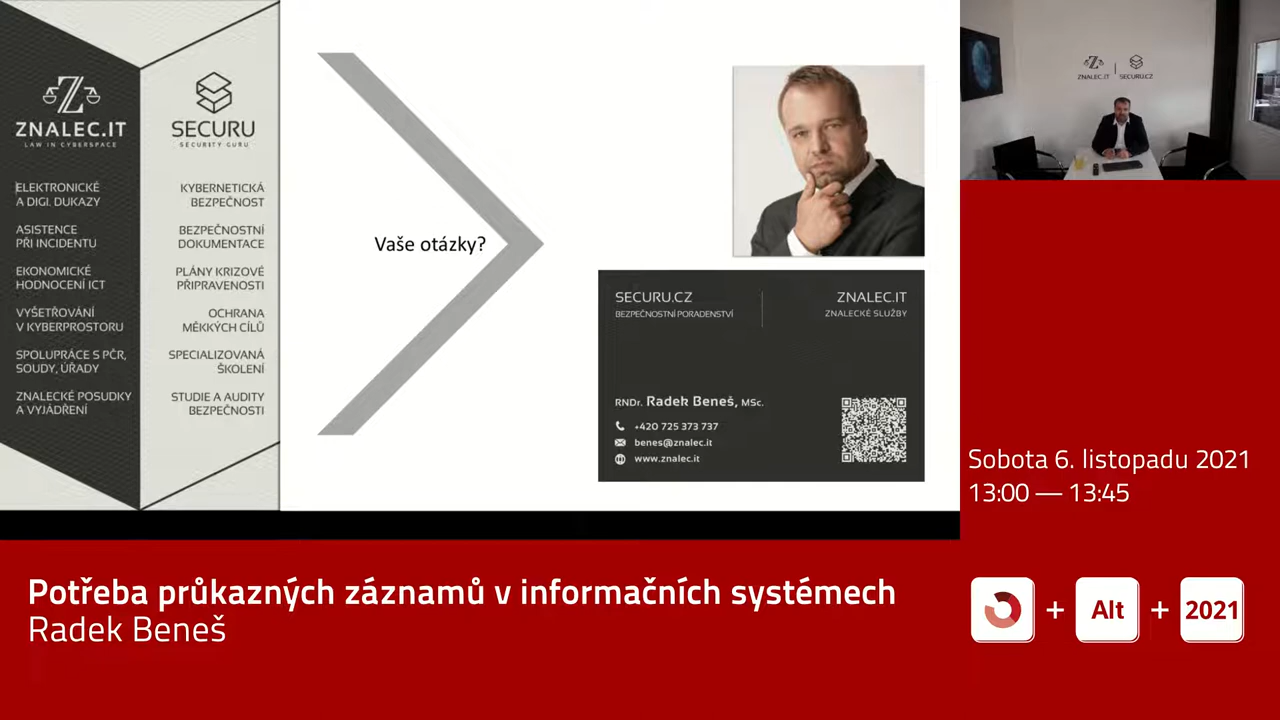 ZNALEC.IT
LAW IN CYBERSPACE
ELEKTRONICKÉ
A DIGI. DUKAZY
ASISTENCE
PŘI INCIDENTU
EKONOMICKÉ
HODNOCENÍ ICT
VYŠETŘOVÁNÍ
V KYBERPROSTORU
SPOLUPRÁCE S PČR,
SOUDY, ÚŘADY
ZNALECKÉ POSUDKY
A VYJÁDŘENÍ
SECURU
SECURITY GURU
KYBERNETICKÁ
BEZPEČNOST
BEZPEČNOSTNÍ
DOKUMENTACE
PLÁNY KRIZOVÉ
PŘIPRAVENOSTI
OCHRANA
MĚKKÝCH CÍLŮ
SPECIALIZOVANÁ
ŠKOLENÍ
STUDIE A AUDITY
BEZPEČNOSTI
Vaše otázky?
SECURU.CZ
BEZPEČNOSTNÍ PORADENSTVÍ
ZNALEC.IT
ZNALECKÉ SLUŽBY
RNDr. Radek Beneš, MSc.
+420 725 373 737
benes@znalec.it
www.znalec.it
ZNALEC.IT
SECURU.CZ
Sobota 6. listopadu 2021
13:00 — 13:45
Potřeba průkazných záznamů v informačních systémech
Radek Beneš
+ Alt + 2021